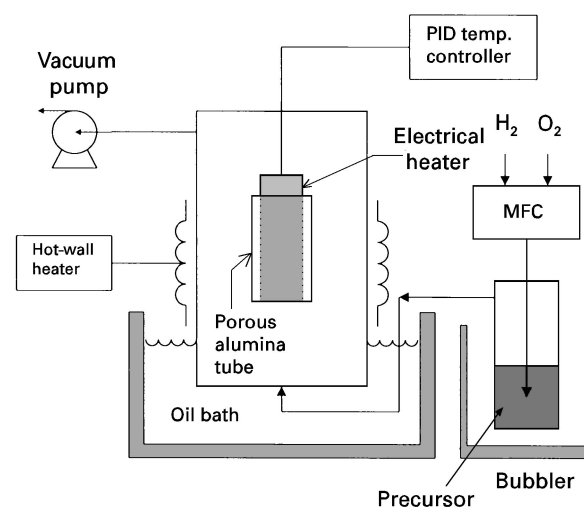 PID temp.
controller
Vacuum
pump
Electrical
heater
H₂
O₂
MFC
Hot-wall
heater
Porous
alumina
tube
Oil bath
Bubbler
Precursor